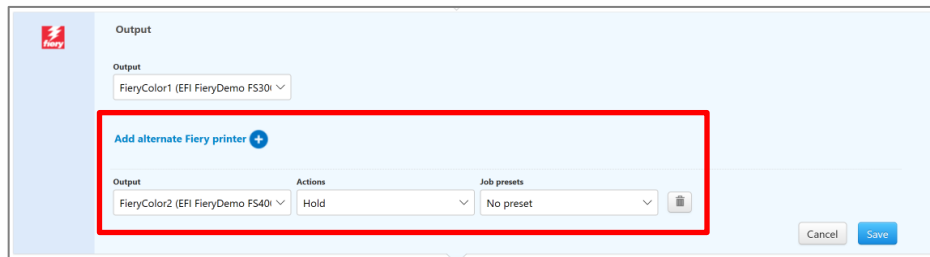 fiery
Output
Output
FieryColor1 (EFI FieryDemo FS30
Add alternate Fiery printer
Output Actions Job presets
FieryColor2 (EFI FieryDemo FS40 Hold No preset
Cancel Save